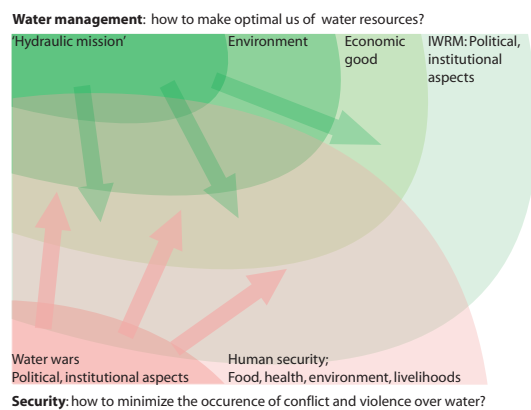 Water management: how to make optimal us of water resources?
'Hydraulic mission'
Environment
Economic
good
IWRM: Political,
institutional
aspects
Water wars
Political, institutional aspects
Human security;
Food, health, environment, livelihoods
Security: how to minimize the occurence of conflict and violence over water?